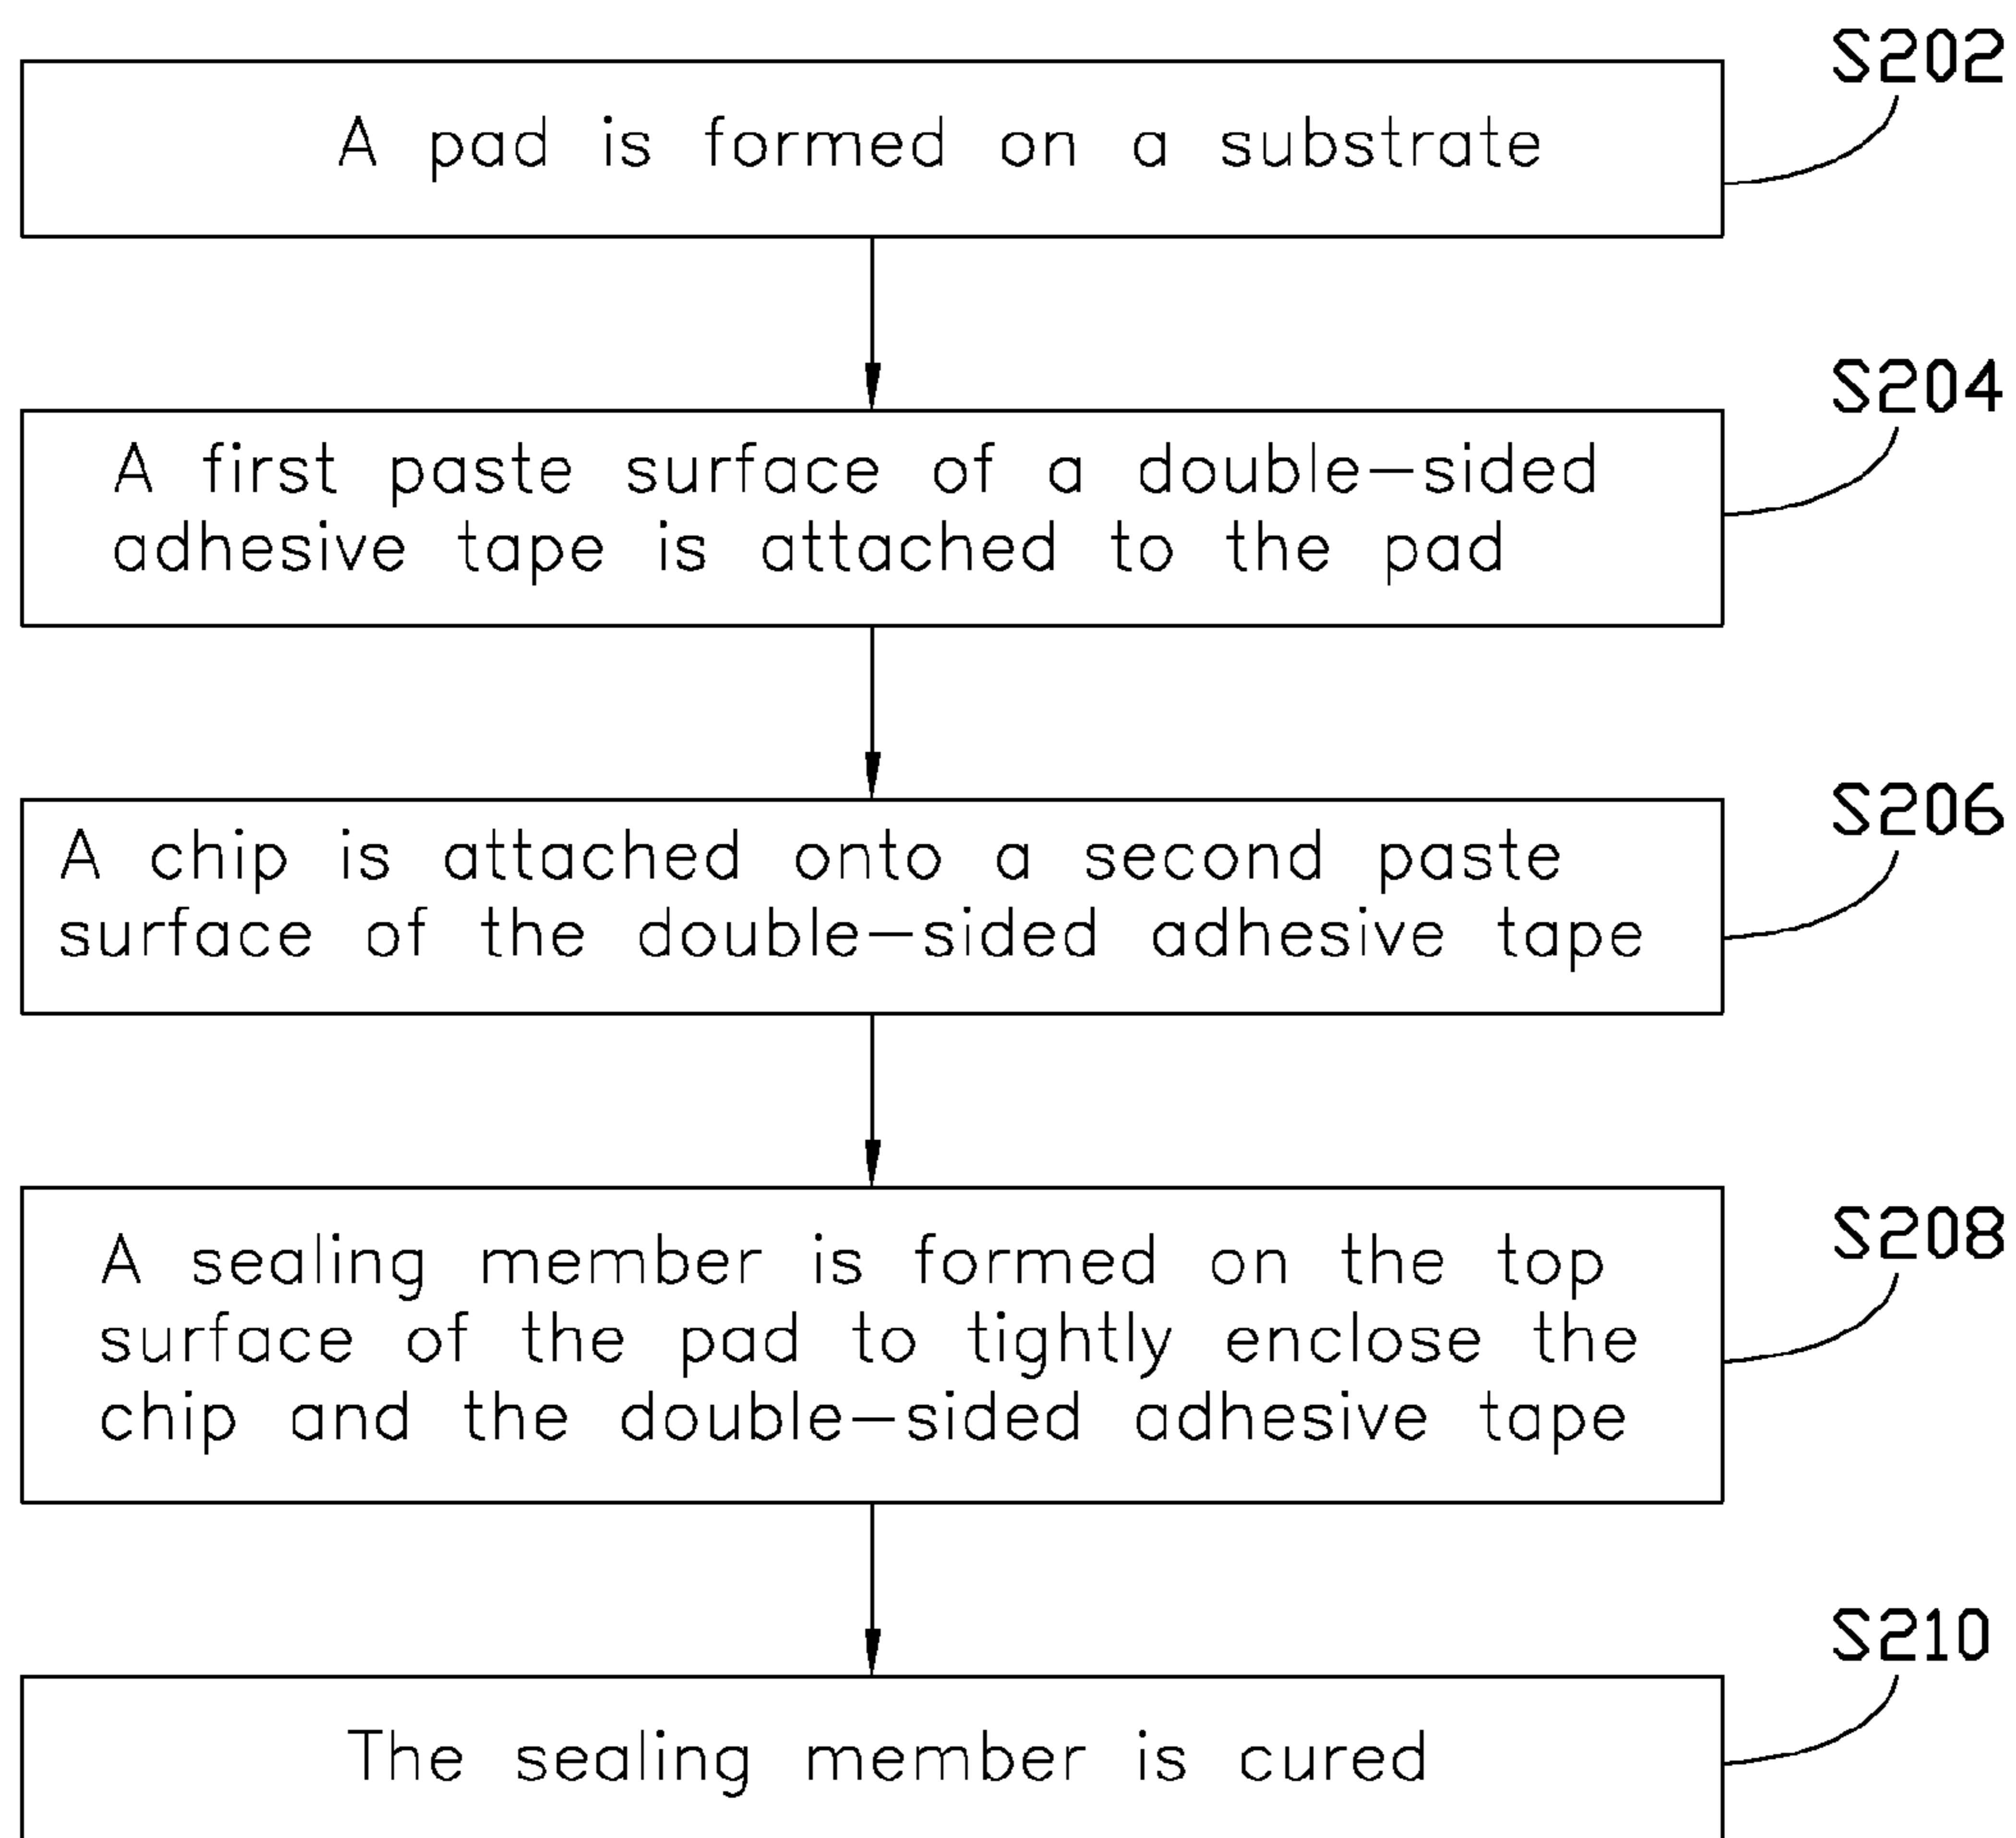 S202
A pad is formed on a substrate
S204
A first paste surface of a double-sided
adhesive tape is attached to the pad
S206
A chip is attached onto a second paste
surface of the double-sided adhesive tape
S208
A sealing member is formed on the top
surface of the pad to tightly enclose the
chip and the double-sided adhesive tape
S210
The sealing member is cured